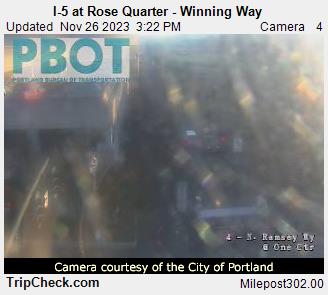 I-5 at Rose Quarter - Winning Way
Updated Nov 26 2023 3:22 PM Camera 4
PBOT
PORTLAND BUREAU OF TRANSPORTATION
4 - N. Ramsey Wy
@ One Ctr
Camera courtesy of the City of Portland
TripCheck.com Milepost302.00